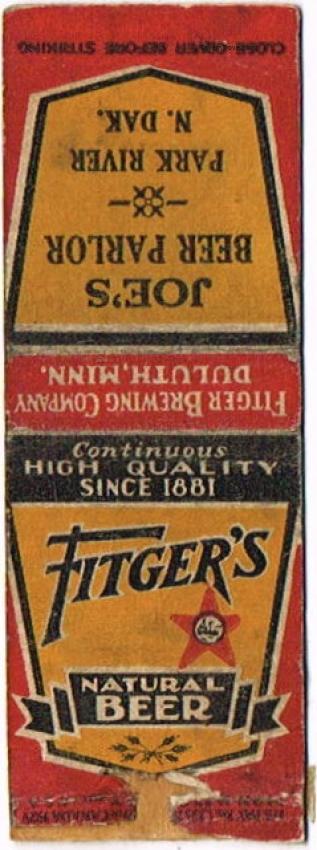 CLOSE COVER BEFORE STRIKING
JOE'S
BEER PARLOR
PARK RIVER
N. DAK.
FITGER BREWING COMPANY
DULUTH, MINN.
Continuous
HIGH QUALITY
SINCE 1881
FITGER'S
NATURAL
BEER